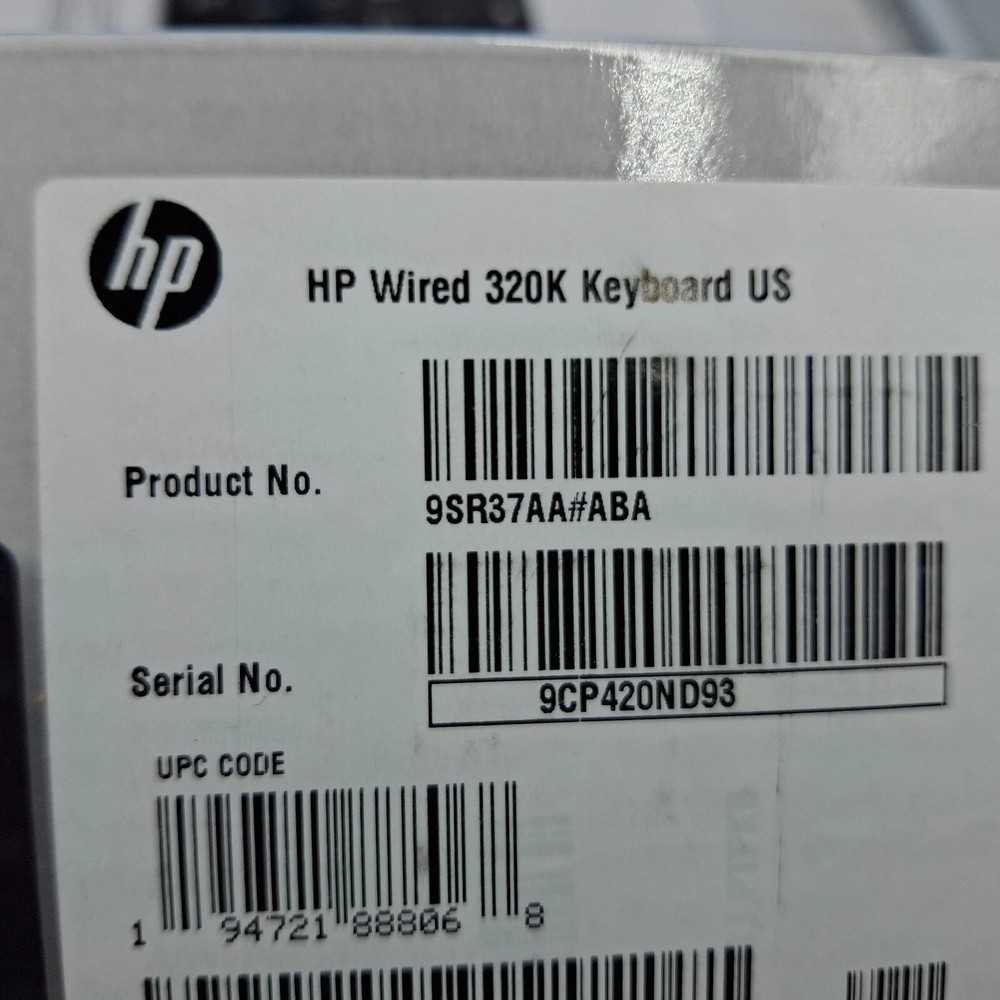 hp
HP Wired 320K Keyboard US
Product No.
9SR37AA#ABA
Serial No.
9CP420ND93
UPC CODE
1 94721 88806 8